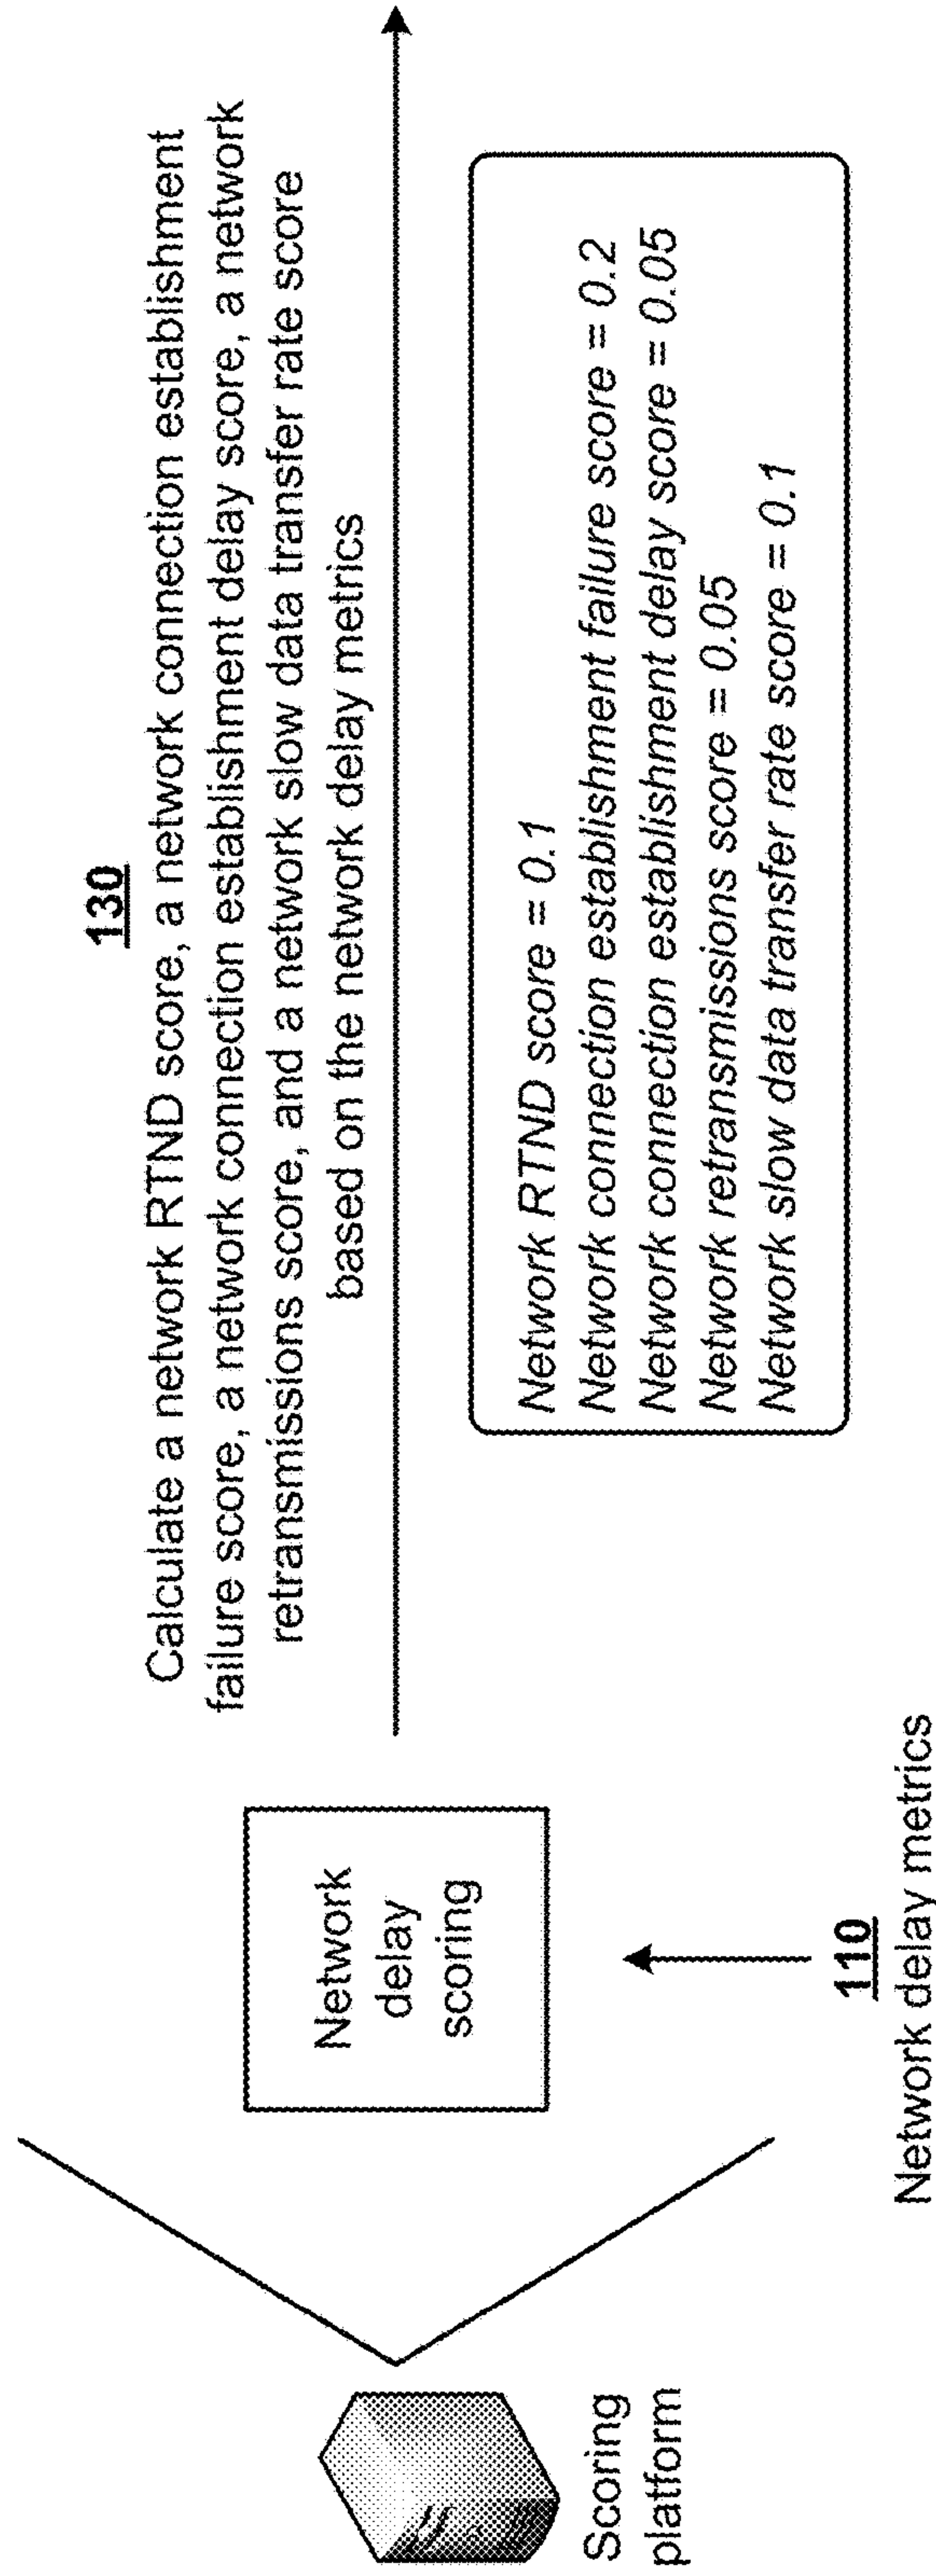 130
Calculate a network RTND score, a network connection establishment
failure score, a network connection establishment delay score, a network
retransmissions score, and a network slow data transfer rate score
based on the network delay metrics
Network RTND score = 0.1
Network connection establishment failure score = 0.2
Network connection establishment delay score = 0.05
Network retransmissions score = 0.05
Network slow data transfer rate score = 0.1
Network
delay
scoring
110
Network delay metrics
Scoring
platform